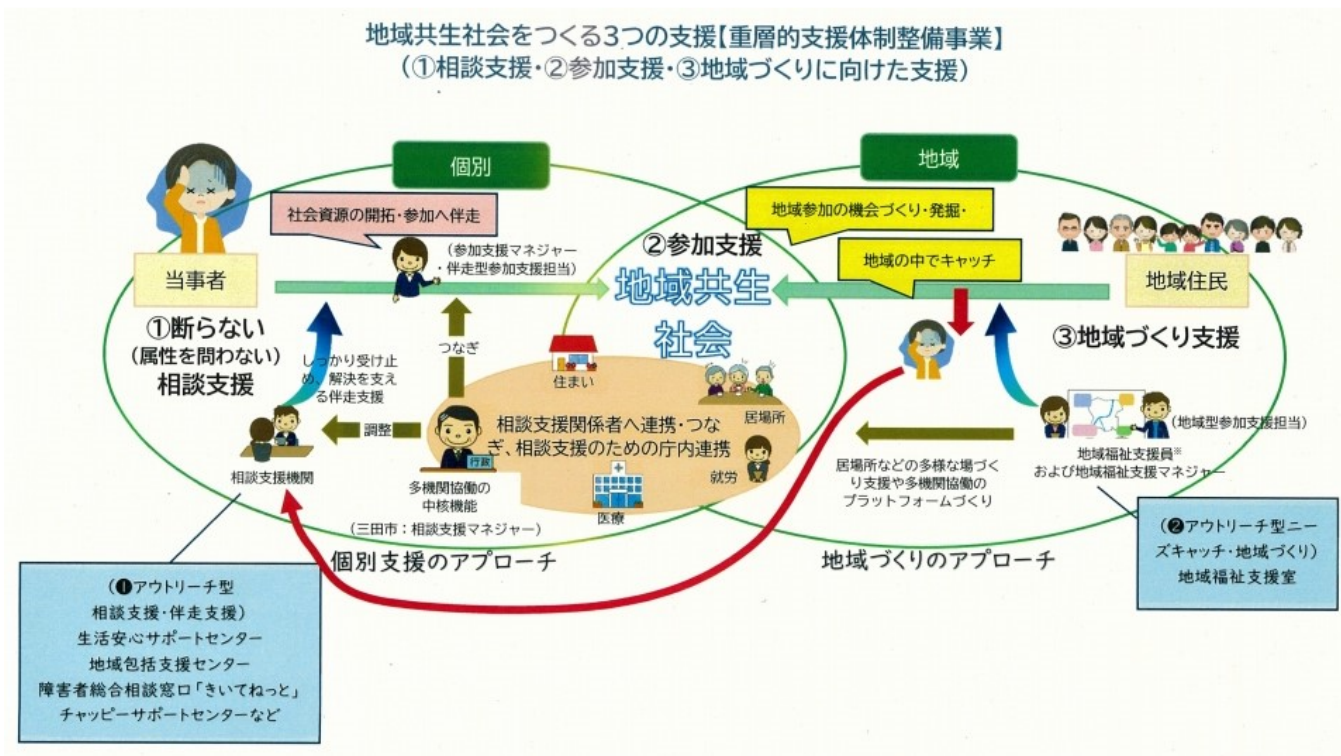 地域共生社会をつくる3つの支援【重層的支援体制整備事業】
（①相談支援・②参加支援・③地域づくりに向けた支援）
個別
地域
社会資源の開拓・参加へ伴走
（参加支援マネジャー
・伴走型参加支援担当）
②参加支援
地域共生
社会
地域参加の機会づくり・発掘・
地域の中でキャッチ
当事者
地域住民
①断らない
（属性を問わない）
相談支援
しっかり受け止
め、解決を支え
る伴走支援
つなぎ
③地域づくり支援
住まい
居場所
相談支援関係者へ連携・つな
ぎ、相談支援のための庁内連携
就労
医療
調整
行政
相談支援機関
多機関協働の
中核機能
（三田市：相談支援マネジャー）
（地域型参加支援担当）
地域福祉支援員※
および地域福祉支援マネジャー
居場所などの多様な場づく
り支援や多機関協働の
プラットフォームづくり
個別支援のアプローチ
地域づくりのアプローチ
（❶アウトリーチ型
相談支援・伴走支援）
生活安心サポートセンター
地域包括支援センター
障害者総合相談窓口「きいてねっと」
チャッピーサポートセンターなど
（❷アウトリーチ型ニー
ズキャッチ・地域づくり）
地域福祉支援室